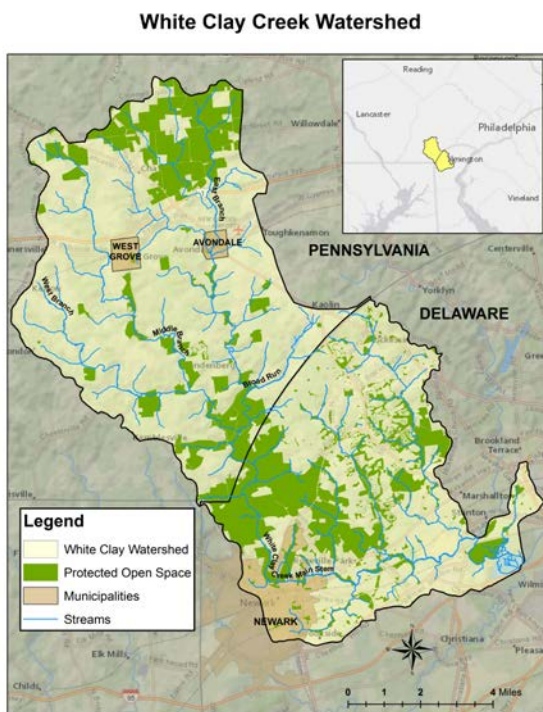 White Clay Creek Watershed
Reading
Lancaster
Philadelphia
Vineland
Willowdale
East Branch
Toughkenamon
WEST
GROVE
AVONDALE
PENNSYLVANIA
Centerville
West Branch
Kaolin
Yorklyn
DELAWARE
Middle Branch
Broad Run
Brookland
Terrace
Marshallton
Stanton
Legend
White Clay Watershed
Protected Open Space
Municipalities
Streams
White Clay Creek Main Stem
NEWARK
Christiana
Elk Mills
Childs
95
0 1 2 4 Miles